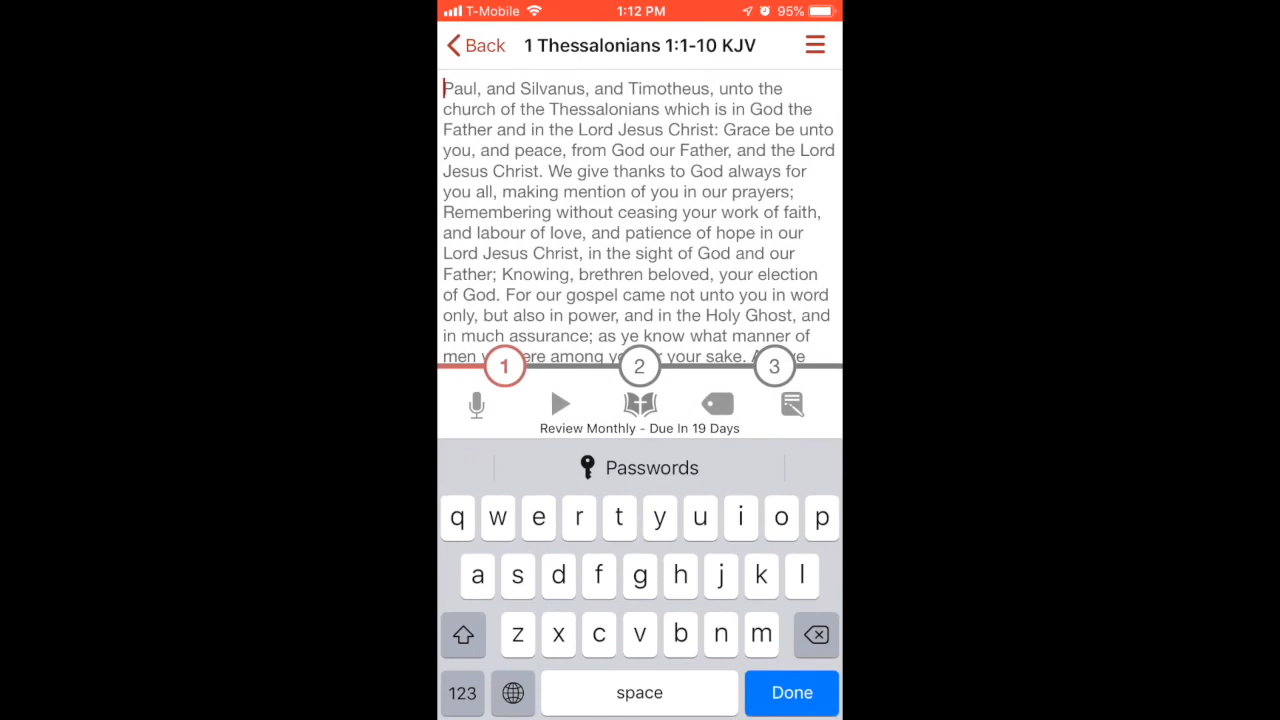 T-Mobile 1:12 PM 95%
Back 1 Thessalonians 1:1-10 KJV
Paul, and Silvanus, and Timotheus, unto the
church of the Thessalonians which is in God the
Father and in the Lord Jesus Christ: Grace be unto
you, and peace, from God our Father, and the Lord
Jesus Christ. We give thanks to God always for
you all, making mention of you in our prayers;
Remembering without ceasing your work of faith,
and labour of love, and patience of hope in our
Lord Jesus Christ, in the sight of God and our
Father; Knowing, brethren beloved, your election
of God. For our gospel came not unto you in word
only, but also in power, and in the Holy Ghost, and
in much assurance; as ye know what manner of
men ere among your sake.
1 2 3
Review Monthly - Due In 19 Days
Passwords
q w e r t y u i o p
a s d f g h j k l
z x c v b n m
123 space Done